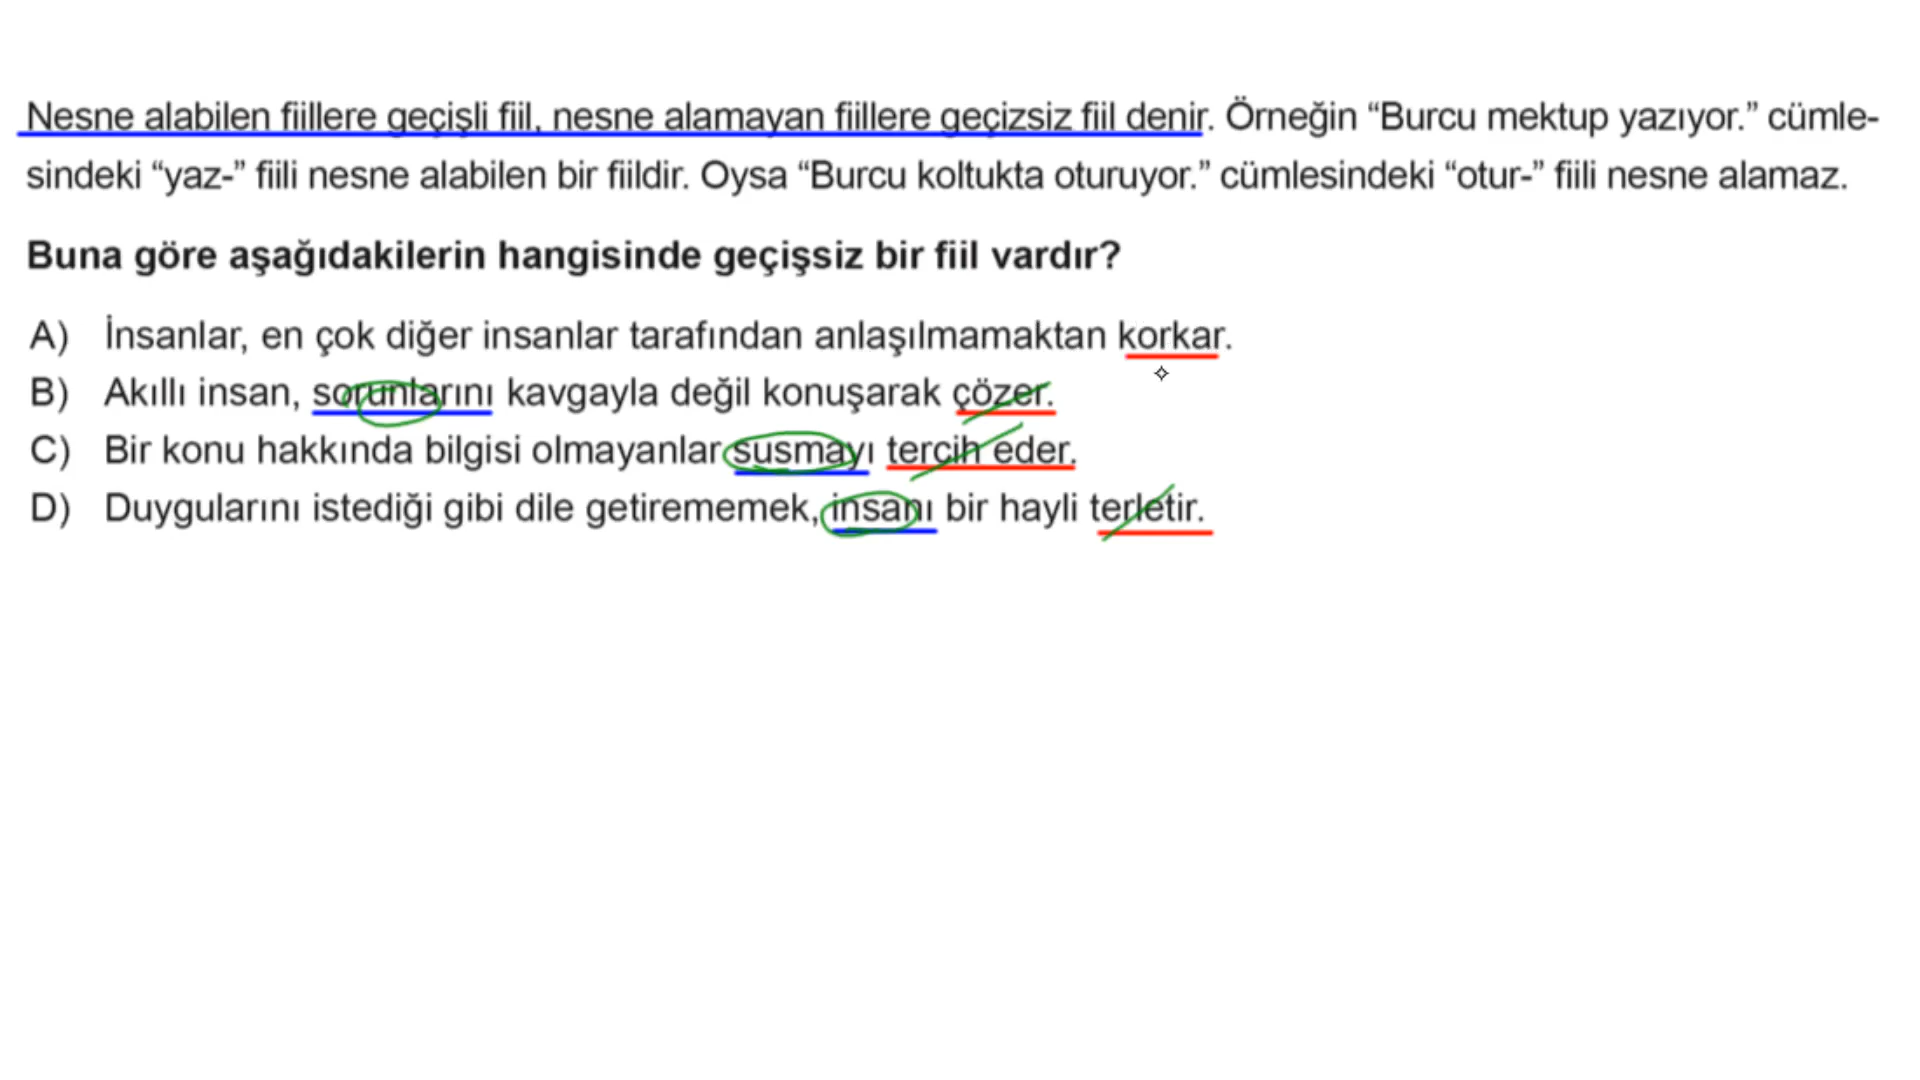 Nesne alabilen fiillere geçişli fiil, nesne alamayan fiillere geçizsiz fiil denir. Örneğin “Burcu mektup yazıyor.” cümle-
sindeki “yaz-” fiili nesne alabilen bir fiildir. Oysa “Burcu koltukta oturuyor.” cümlesindeki “otur-” fiili nesne alamaz.
Buna göre aşağıdakilerin hangisinde geçişsiz bir fiil vardır?
A) İnsanlar, en çok diğer insanlar tarafından anlaşılmamaktan korkar.
B) Akıllı insan, sorunlarını kavgayla değil konuşarak çözer.
C) Bir konu hakkında bilgisi olmayanlar susmayı tercih eder.
D) Duygularını istediği gibi dile getirememek, insanı bir hayli terletir.